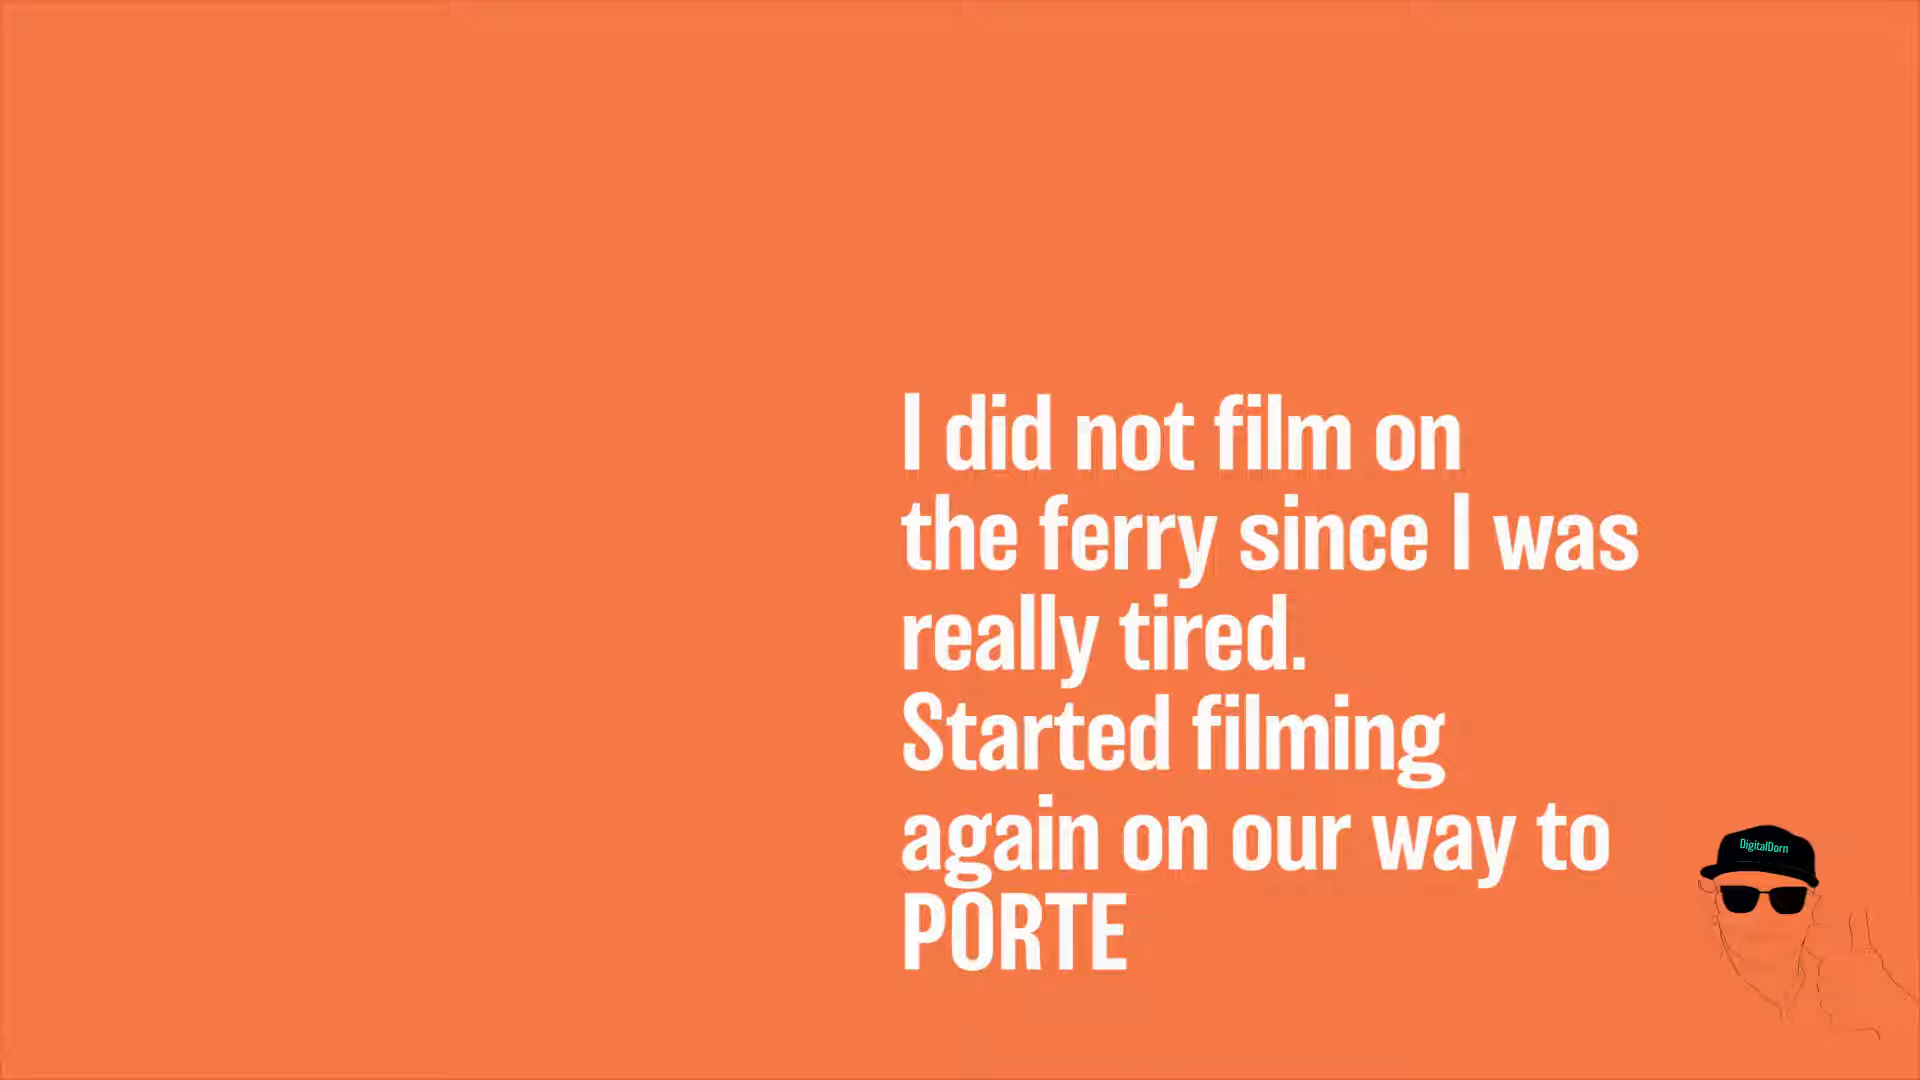 I did not film on
the ferry since I was
really tired.
Started filming
again on our way to
PORTE
DigitalDorn